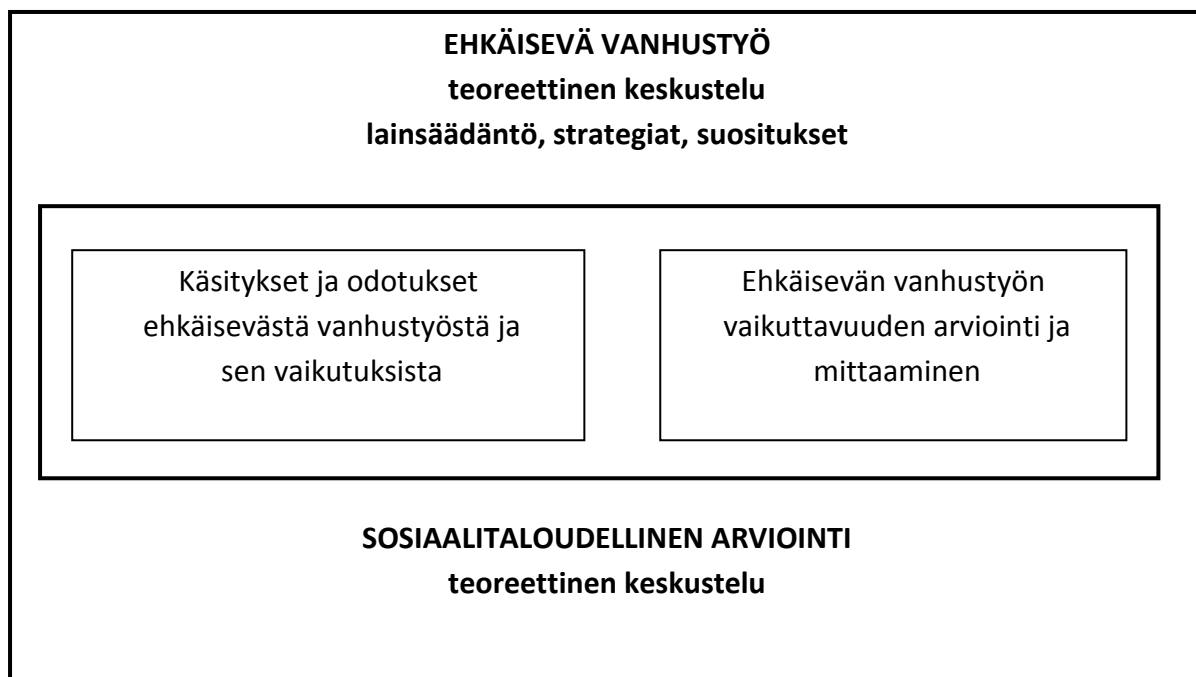 EHKÄISEVÄ VANHUSTYÖ
teoreettinen keskustelu
lainsäädäntö, strategiat, suositukset
Käsitykset ja odotukset
ehkäisevästä vanhustyöstä ja
sen vaikutuksista
Ehkäisevän vanhustyön
vaikuttavuuden arviointi ja
mittaaminen
SOSIAALITALOUDELLINEN ARVIOINTI
teoreettinen keskustelu